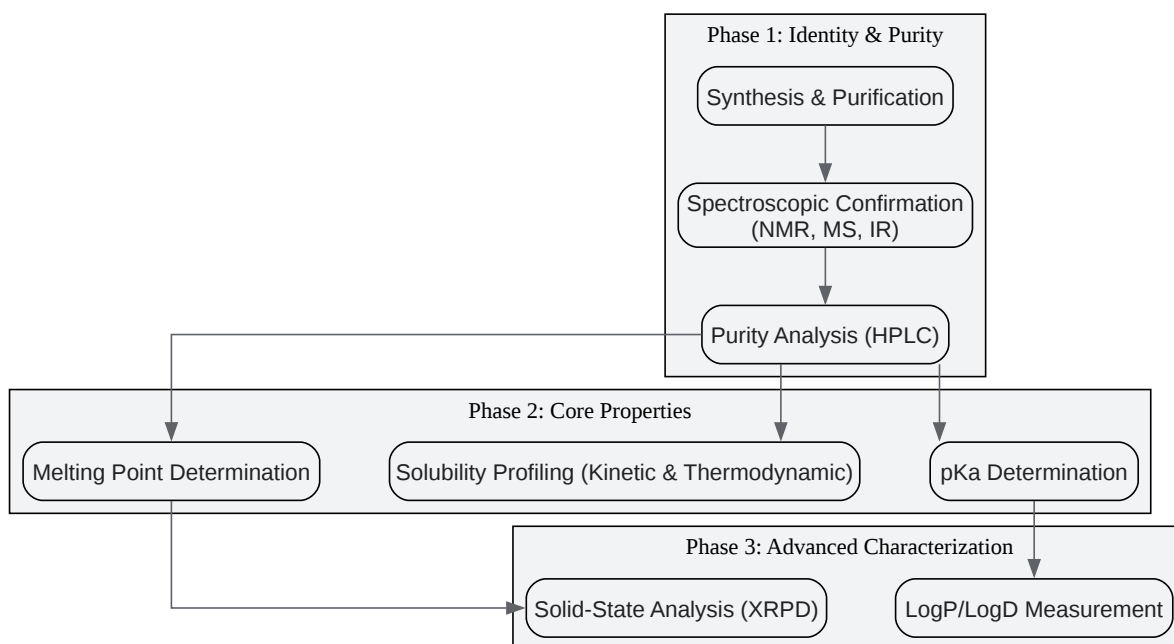 Phase 1: Identity & Purity
Synthesis & Purification
Spectroscopic Confirmation
(NMR, MS, IR)
Purity Analysis (HPLC)
Phase 2: Core Properties
Melting Point Determination
Solubility Profiling (Kinetic & Thermodynamic)
pKa Determination
Phase 3: Advanced Characterization
Solid-State Analysis (XRPD)
LogP/LogD Measurement